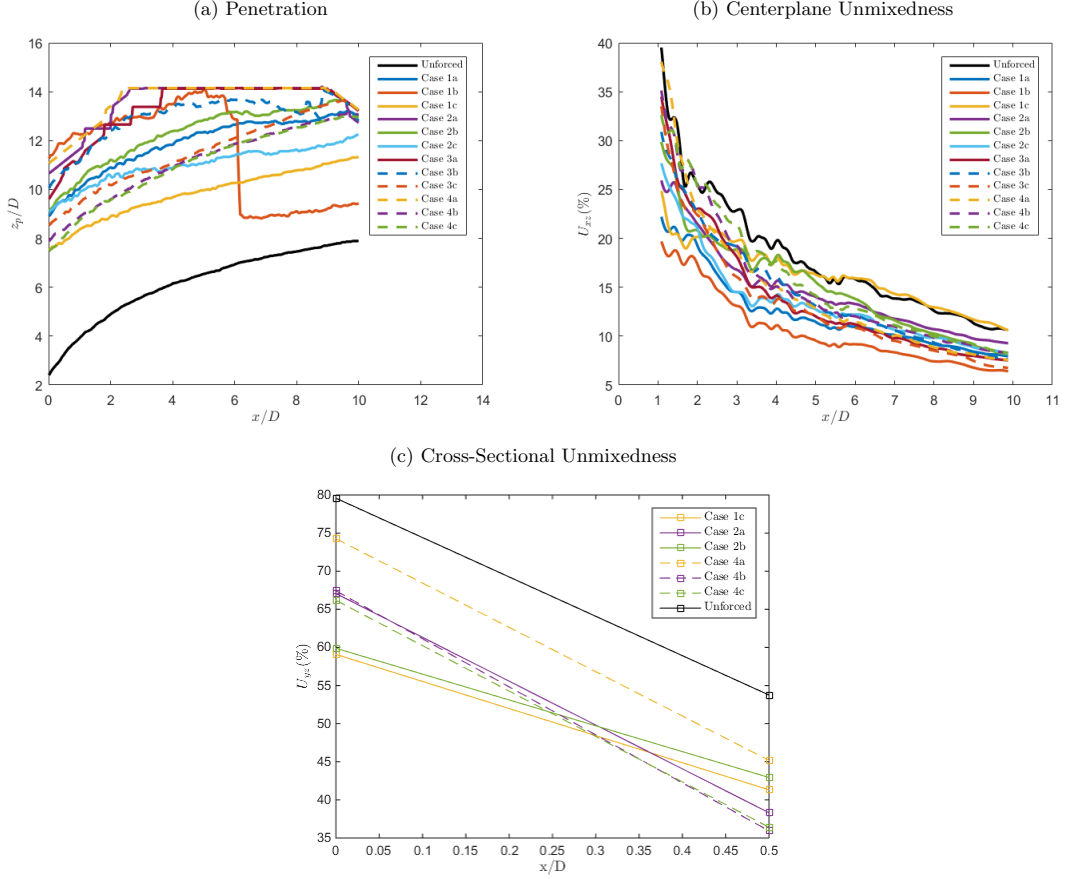 (a) Penetration
16
14
12
10
8
6
4
2
z_p/D
0
2
4
6
8
10
12
14
x/D
Unforced
Case 1a
Case 1b
Case 1c
Case 2a
Case 2b
Case 2c
Case 3a
Case 3b
Case 3c
Case 4a
Case 4b
Case 4c
(b) Centerplane Unmixedness
40
35
30
25
20
15
10
5
U_xz(%)
0
1
2
3
4
5
6
7
8
9
10
11
x/D
Unforced
Case 1a
Case 1b
Case 1c
Case 2a
Case 2b
Case 2c
Case 3a
Case 3b
Case 3c
Case 4a
Case 4b
Case 4c
(c) Cross-Sectional Unmixedness
80
75
70
65
60
55
50
45
40
35
U_yz(%)
0
0.05
0.1
0.15
0.2
0.25
0.3
0.35
0.4
0.45
0.5
x/D
Case 1c
Case 2a
Case 2b
Case 4a
Case 4b
Case 4c
Unforced